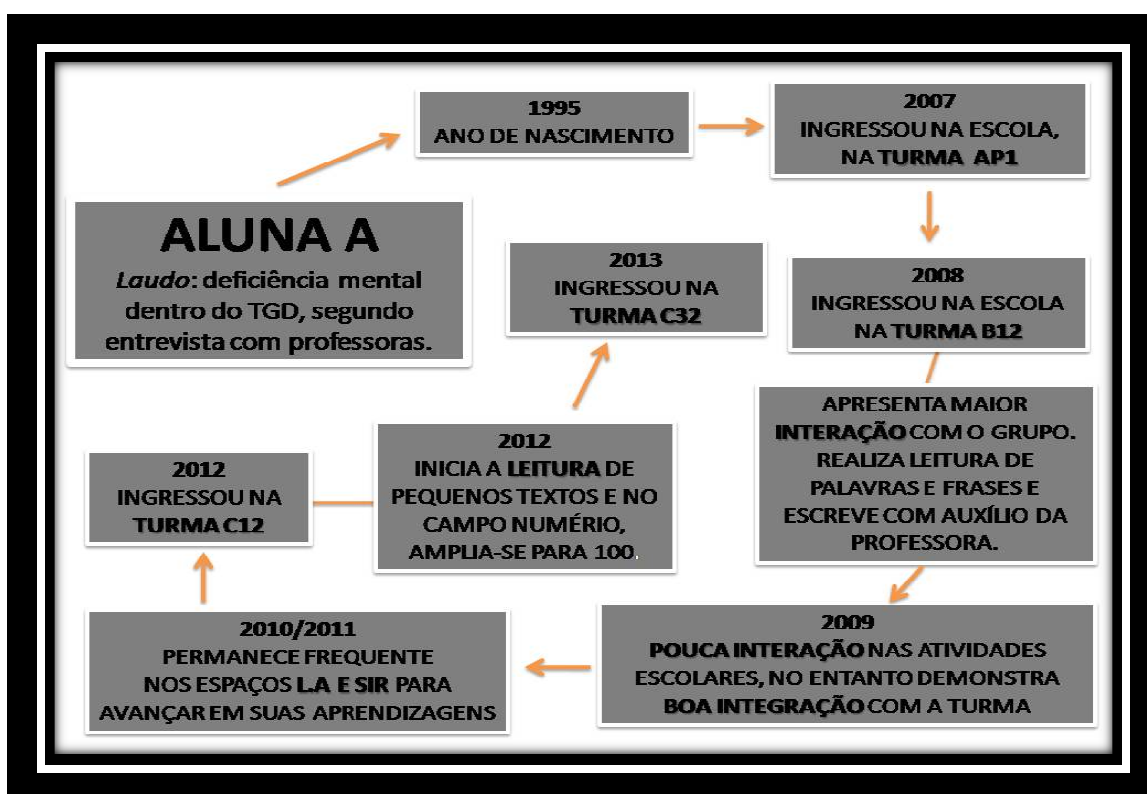 ALUNA A
Laudo: deficiência mental
dentro do TGD, segundo
entrevista com professoras.
1995
ANO DE NASCIMENTO
2007
INGRESSOU NA ESCOLA,
NA TURMA AP1
2008
INGRESSOU NA ESCOLA
NA TURMA B12
APRESENTA MAIOR
INTERAÇÃO COM O GRUPO.
REALIZA LEITURA DE
PALAVRAS E FRASES E
ESCREVE COM AUXÍLIO DA
PROFESSORA.
2009
POUCA INTERAÇÃO NAS ATIVIDADES
ESCOLARES, NO ENTANTO DEMONSTRA
BOA INTEGRAÇÃO COM A TURMA
2010/2011
PERMANECE FREQUENTE
NOS ESPAÇOS L.A E SIR PARA
AVANÇAR EM SUAS APRENDIZAGENS
2012
INGRESSOU NA
TURMA C12
2012
INICIA A LEITURA DE
PEQUENOS TEXTOS E NO
CAMPO NUMÉRIO,
AMPLIA-SE PARA 100.
2013
INGRESSOU NA
TURMA C32